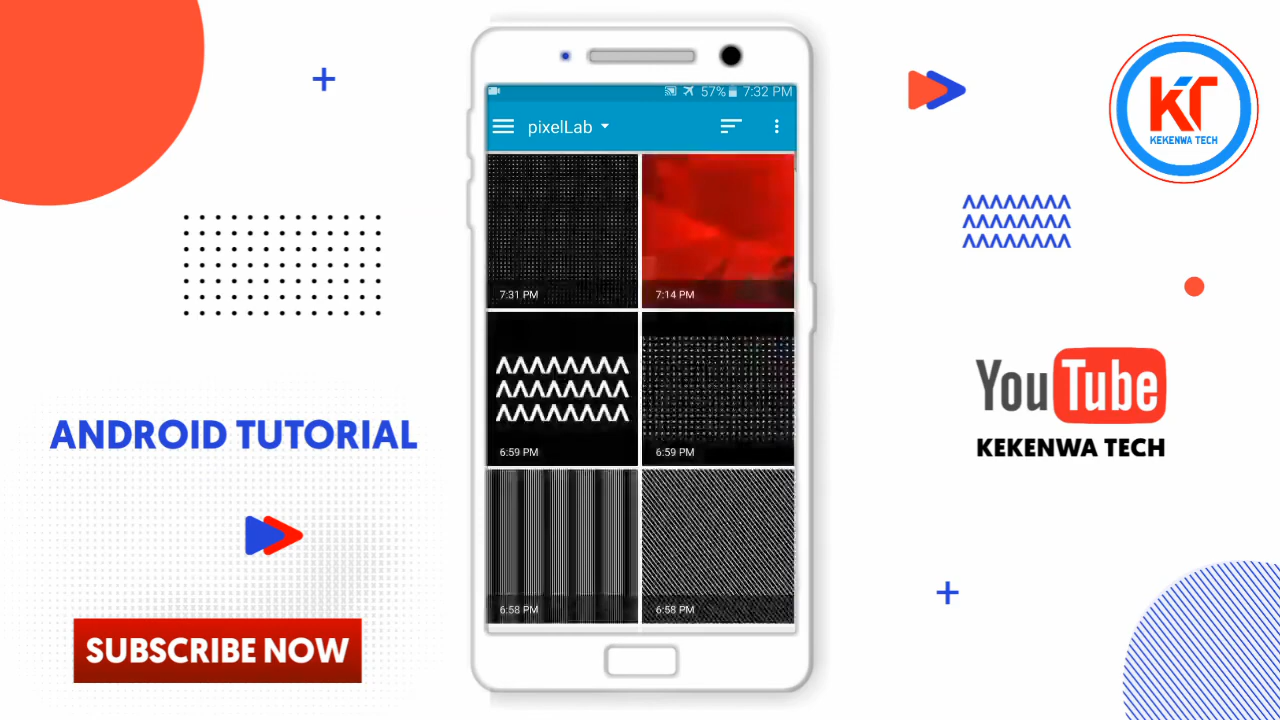 57% 7:32 PM
pixelLab
7:31 PM
7:14 PM
6:59 PM
6:59 PM
6:58 PM
6:58 PM
ANDROID TUTORIAL
SUBSCRIBE NOW
KT
KEKENWA TECH
YouTube
KEKENWA TECH